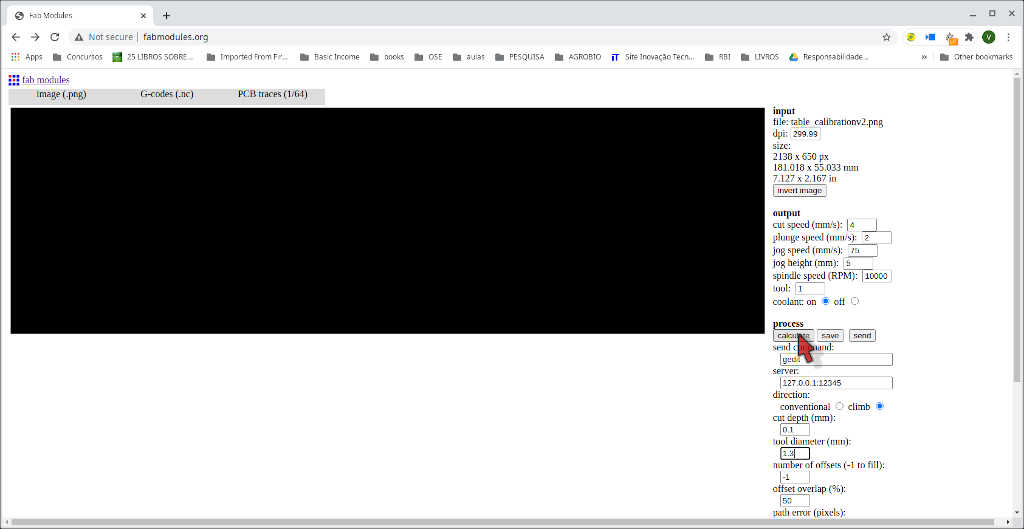 Fab Modules
Not secure | fabmodules.org
Apps Concursos 25 LIBROS SOBRE... Imported From Fir... Basic Income books OSE aulas PESQUISA AGROBIO iT Site Inovação Tecn... RBI LIVROS Responsabilidade... » Other bookmarks
fab modules
image (.png) G-codes (.nc) PCB traces (1/64)
input
file: table_calibrationv2.png
dpi: 299.99
size:
2138 x 650 px
181.018 x 55.033 mm
7.127 x 2.167 in
invert image
output
cut speed (mm/s): 4
plunge speed (mm/s): 2
jog speed (mm/s): 75
jog height (mm): 5
spindle speed (RPM): 10000
tool: 1
coolant: on off
process
calculate save send
send command:
server:
127.0.0.1:12345
direction:
conventional climb
cut depth (mm):
0.1
tool diameter (mm):
1.3
number of offsets (-1 to fill):
-1
offset overlap (%):
50
path error (pixels):